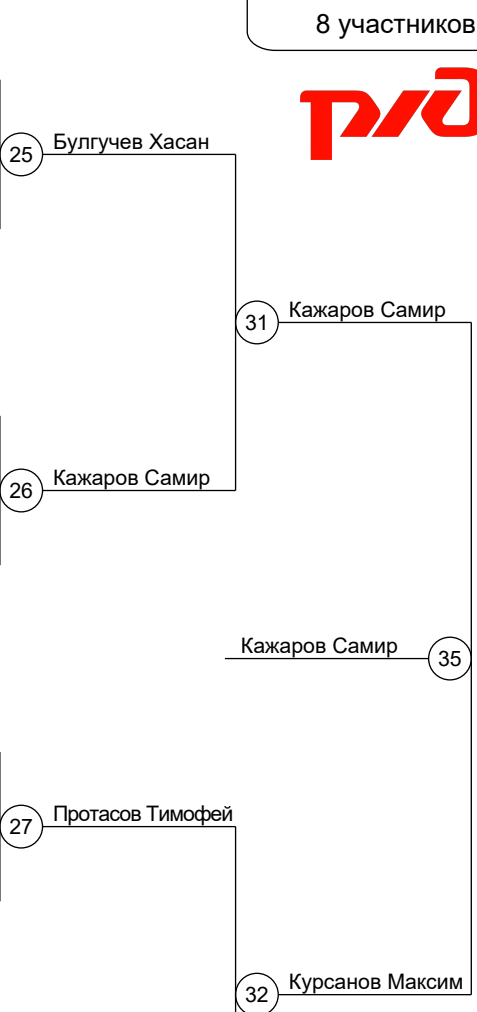 8 участников
ржд
25 Булгучев Хасан
31 Кажаров Самир
26 Кажаров Самир
Кажаров Самир 35
27 Протасов Тимофей
32 Курсанов Максим